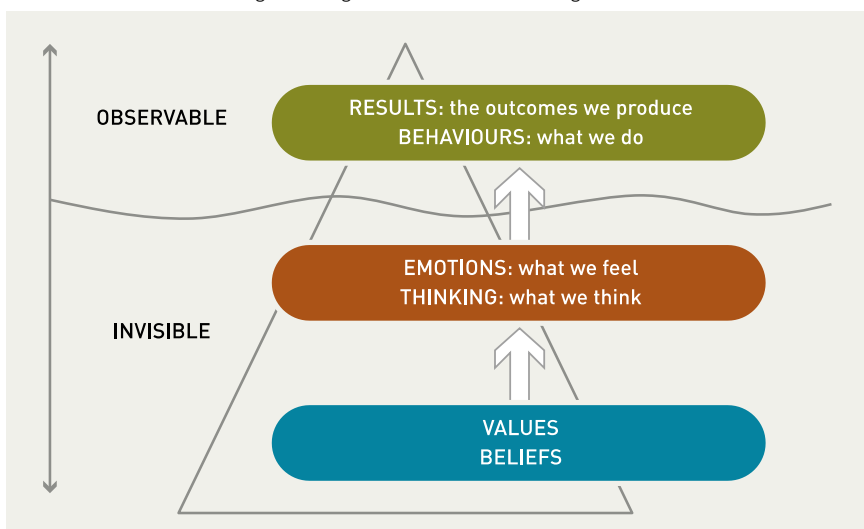 OBSERVABLE
RESULTS: the outcomes we produce
BEHAVIOURS: what we do
EMOTIONS: what we feel
THINKING: what we think
INVISIBLE
VALUES
BELIEFS